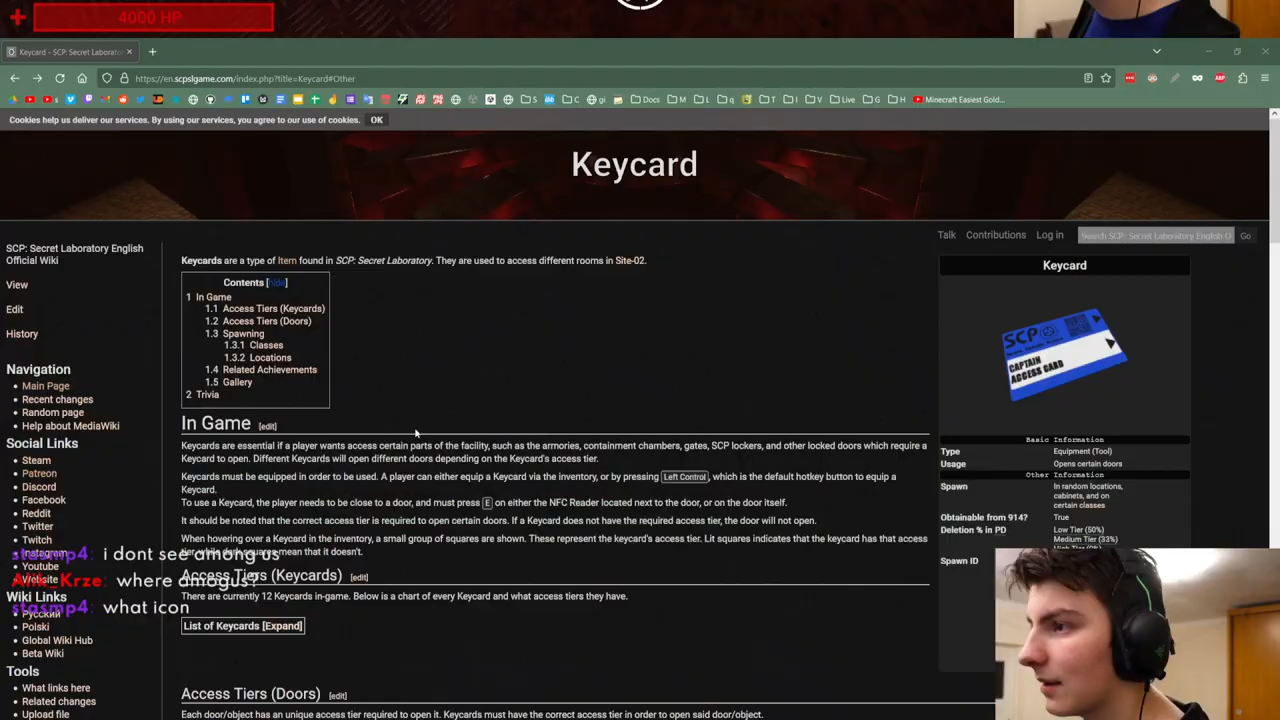 4000 HP
Keycard - SCP: Secret Laborato
https://en.scpslgame.com/index.php?title=Keycard#Other
S C gi Docs M L q T I V Live G H Minecraft Easiest Gold...
Cookies help us deliver our services. By using our services, you agree to our use of cookies. OK
Keycard
Talk Contributions Log in Search SCP: Secret Laboratory English O Go
SCP: Secret Laboratory English
Official Wiki
View
Edit
History
Navigation
Main Page
Recent changes
Random page
Help about MediaWiki
Social Links
Steam
Patreon
Discord
Facebook
Reddit
Twitter
Twitch
Instagram
Youtube
Website
Wiki Links
Русский
Polski
Global Wiki Hub
Beta Wiki
Tools
What links here
Related changes
Upload file
stasmp4: i dont see among us
Alik_Krze: where amogus?
stasmp4: what icon
Keycards are a type of Item found in SCP: Secret Laboratory. They are used to access different rooms in Site-02.
Contents [hide]
1 In Game
1.1 Access Tiers (Keycards)
1.2 Access Tiers (Doors)
1.3 Spawning
1.3.1 Classes
1.3.2 Locations
1.4 Related Achievements
1.5 Gallery
2 Trivia
In Game [edit]
Keycards are essential if a player wants access certain parts of the facility, such as the armories, containment chambers, gates, SCP lockers, and other locked doors which require a
Keycard to open. Different Keycards will open different doors depending on the Keycard's access tier.
Keycards must be equipped in order to be used. A player can either equip a Keycard via the inventory, or by pressing Left Control, which is the default hotkey button to equip a
Keycard.
To use a Keycard, the player needs to be close to a door, and must press E on either the NFC Reader located next to the door, or on the door itself.
It should be noted that the correct access tier is required to open certain doors. If a Keycard does not have the required access tier, the door will not open.
When hovering over a Keycard in the inventory, a small group of squares are shown. These represent the keycard's access tier. Lit squares indicates that the keycard has that access
tier, while dark squares mean that it doesn't.
Access Tiers (Keycards) [edit]
There are currently 12 Keycards in-game. Below is a chart of every Keycard and what access tiers they have.
List of Keycards [Expand]
Access Tiers (Doors) [edit]
Each door/object has an unique access tier required to open it. Keycards must have the correct access tier in order to open said door/object.
Keycard
SCP
CAPTAIN
ACCESS CARD
Basic Information
Type Equipment (Tool)
Usage Opens certain doors
Other Information
Spawn In random locations,
cabinets, and on
certain classes
Obtainable from 914? True
Deletion % in PD Low Tier (50%)
Medium Tier (33%)
Spawn ID